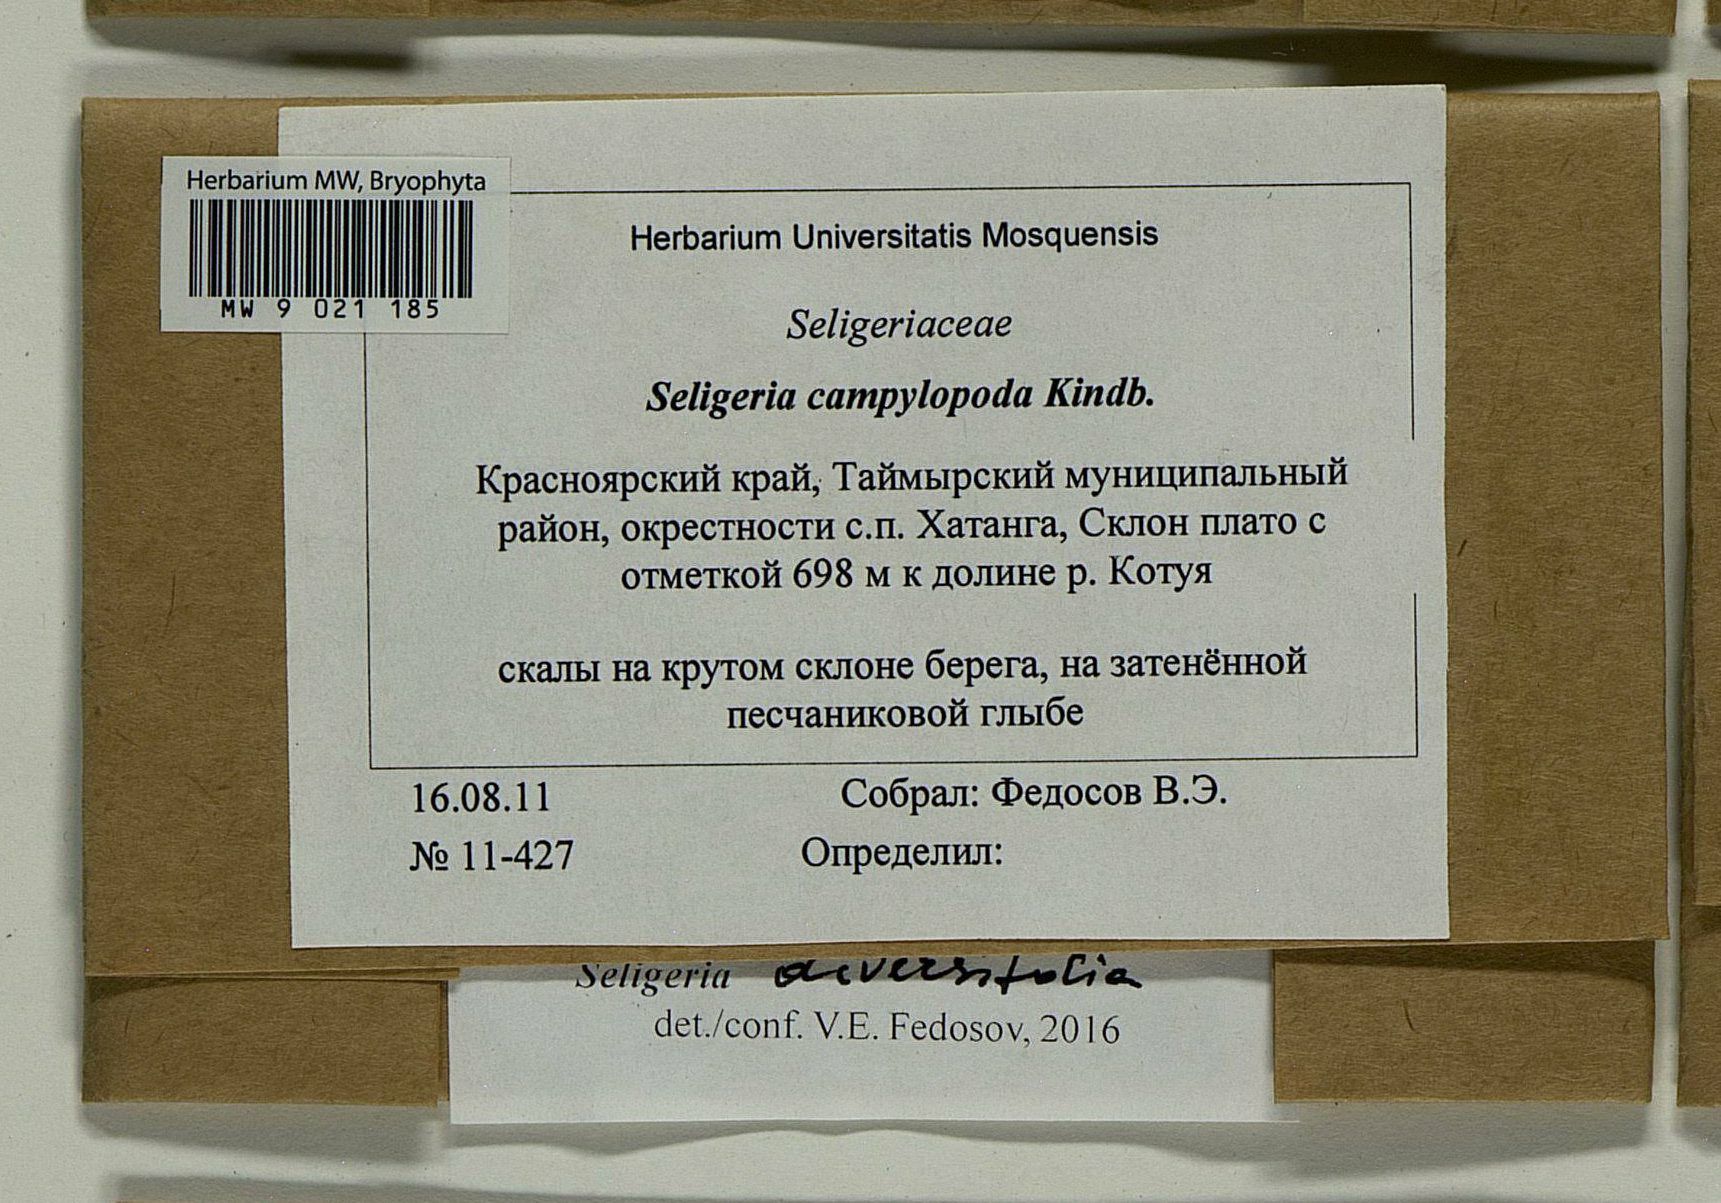 Herbarium MW, Bryophyta
MW 9 021 185
Herbarium Universitatis Mosquensis
Seligeriaceae
Seligeria campylopoda Kindb.
Красноярский край, Таймырский муниципальный
район, окрестности с.п. Хатанга, Склон плато с
отметкой 698 м к долине р. Котуя
скалы на крутом склоне берега, на затенённой
песчаниковой глыбе
16.08.11 Собрал: Федосов В.Э.
№ 11-427 Определил:
Seligeria diversifolia
det./conf. V.E. Fedosov, 2016